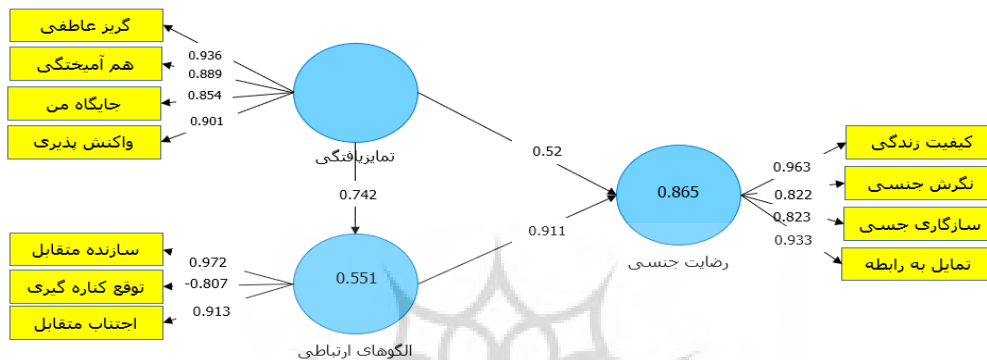 گریز عاطفی
هم آمیختگی
جایگاه من
واکنش پذیری
0.936
0.889
0.854
0.901
تمایزیافتگی
0.52
0.742
0.865
رضایت جنسی
0.911
کیفیت زندگی
نگرش جنسی
سازگاری جسی
تمایل به رابطه
0.963
0.822
0.823
0.933
سازنده متقابل
توقع کناره گیری
اجتناب متقابل
0.972
-0.807
0.913
0.551
الگوهای ارتباطی